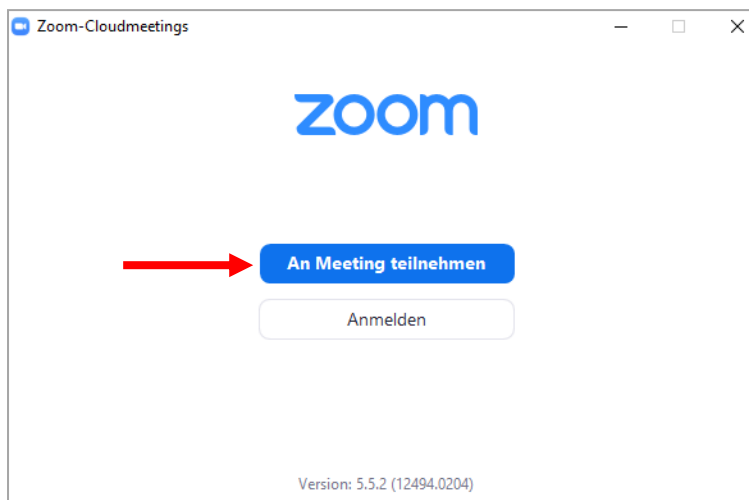 Zoom-Cloudmeetings
zoom
An Meeting teilnehmen
Anmelden
Version: 5.5.2 (12494.0204)